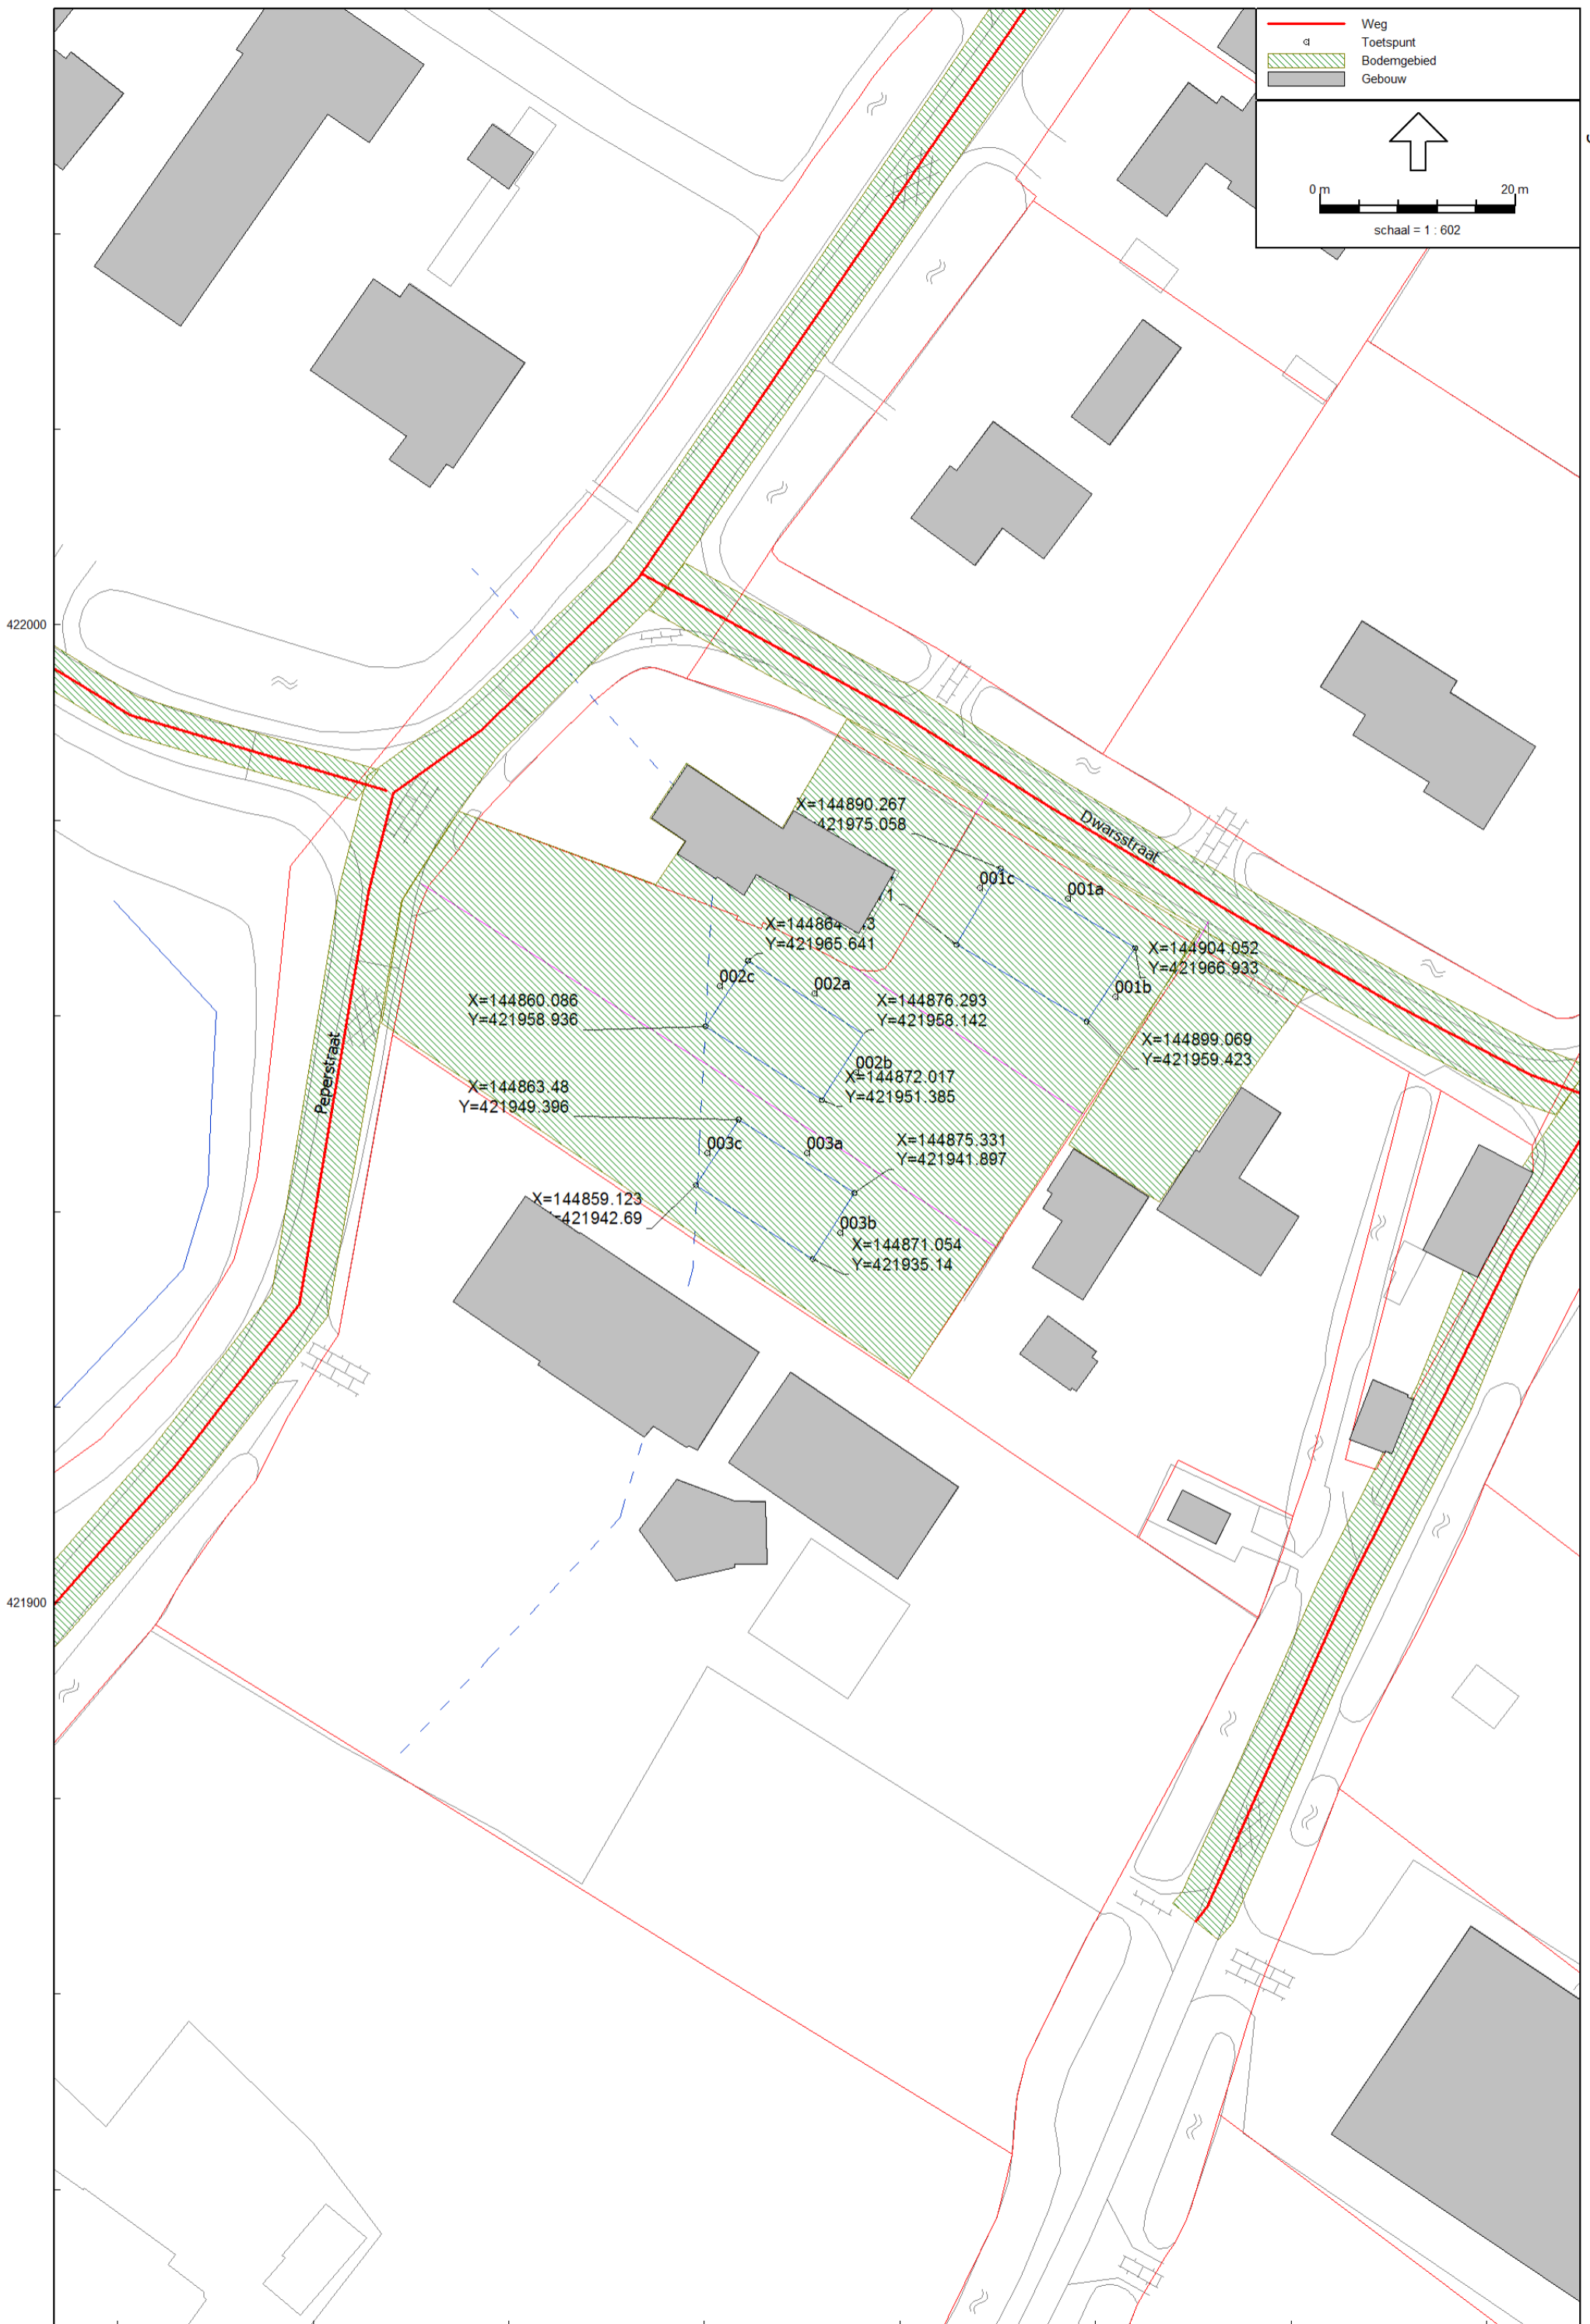 Weg
Toetspunt
Bodemgebied
Gebouw
0 m 20 m
schaal = 1 : 602
422000
X=144890.267
421975.058
Dwarsstraat
001c
001a
1
X=144864
Y=421965.641
X=144904.052
Y=421966.933
002c
002a
001b
X=144860.086
Y=421958.936
X=144876.293
Y=421958.142
X=144899.069
Y=421959.423
Peperstraat
002b
X=144872.017
Y=421951.385
X=144863.48
Y=421949.396
003c
003a
X=144875.331
Y=421941.897
X=144859.123
=421942.69
003b
X=144871.054
Y=421935.14
421900